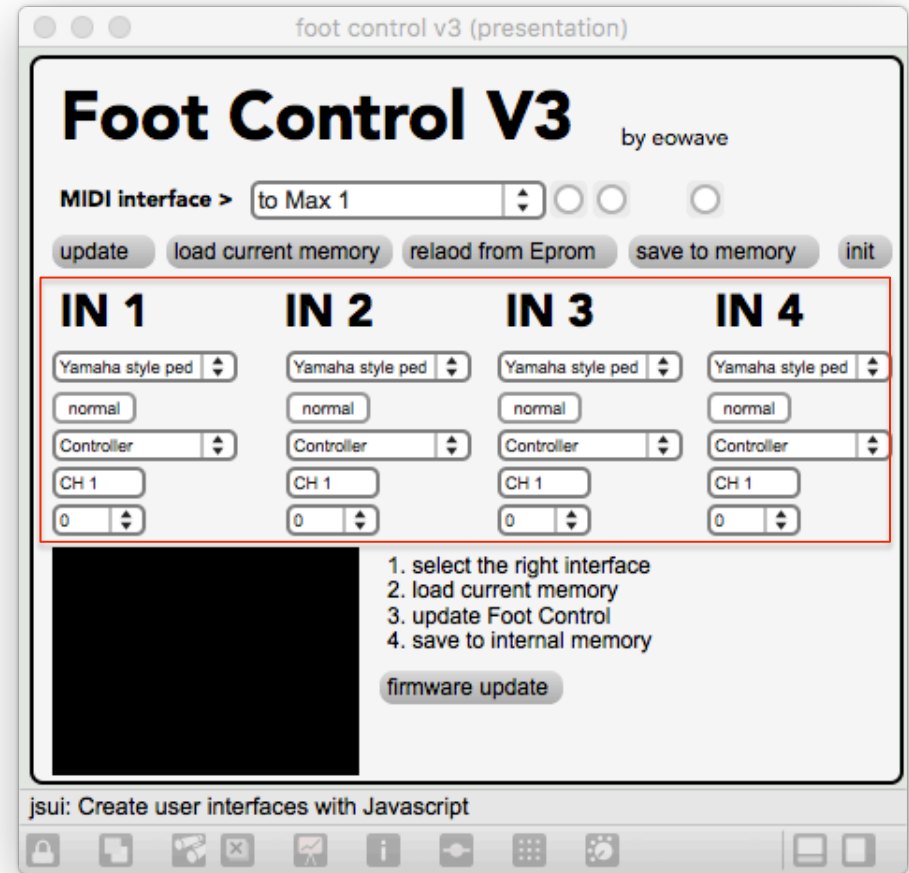 foot control v3 (presentation)
Foot Control V3 by eowave
MIDI interface > to Max 1
update load current memory relaod from Eprom save to memory init
IN 1 IN 2 IN 3 IN 4
Yamaha style ped Yamaha style ped Yamaha style ped Yamaha style ped
normal normal normal normal
Controller Controller Controller Controller
CH 1 CH 1 CH 1 CH 1
0 0 0 0
1. select the right interface
2. load current memory
3. update Foot Control
4. save to internal memory
firmware update
jsui: Create user interfaces with Javascript